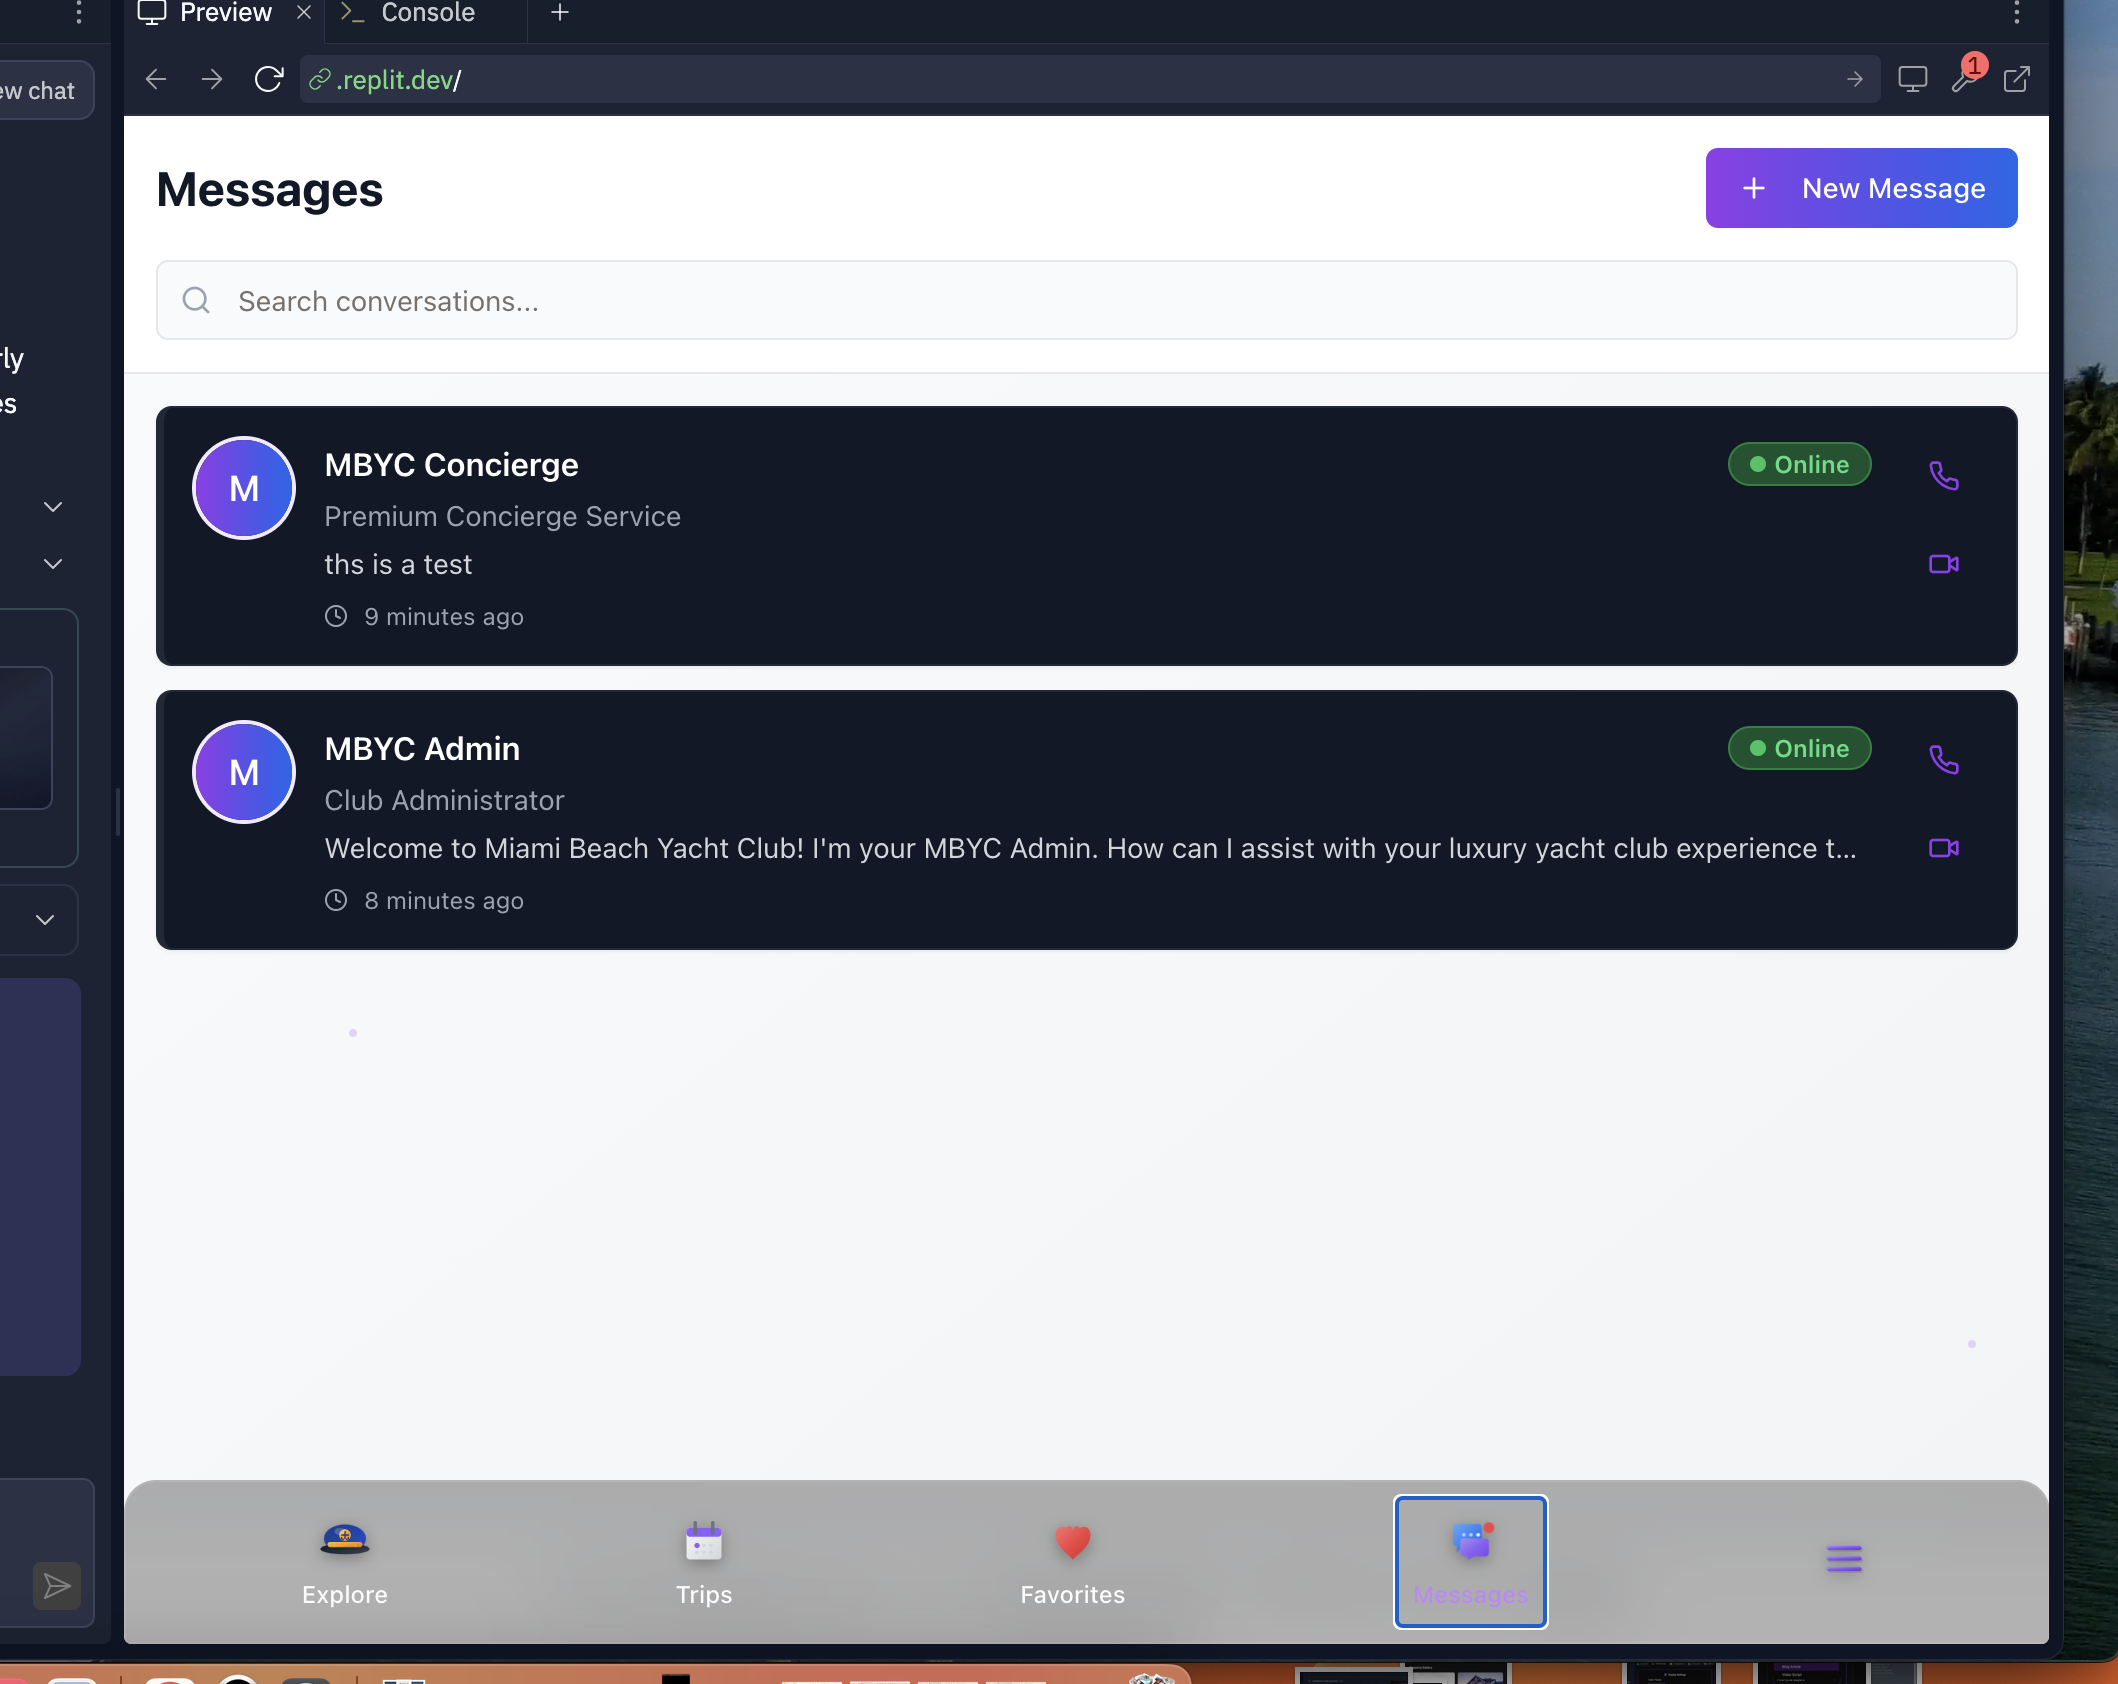 Preview
Console
ew chat
.replit.dev/
1
Messages
New Message
Search conversations...
rly
es
M
MBYC Concierge
Online
Premium Concierge Service
ths is a test
9 minutes ago
M
MBYC Admin
Online
Club Administrator
Welcome to Miami Beach Yacht Club! I'm your MBYC Admin. How can I assist with your luxury yacht club experience t...
8 minutes ago
Explore
Trips
Favorites
Messages